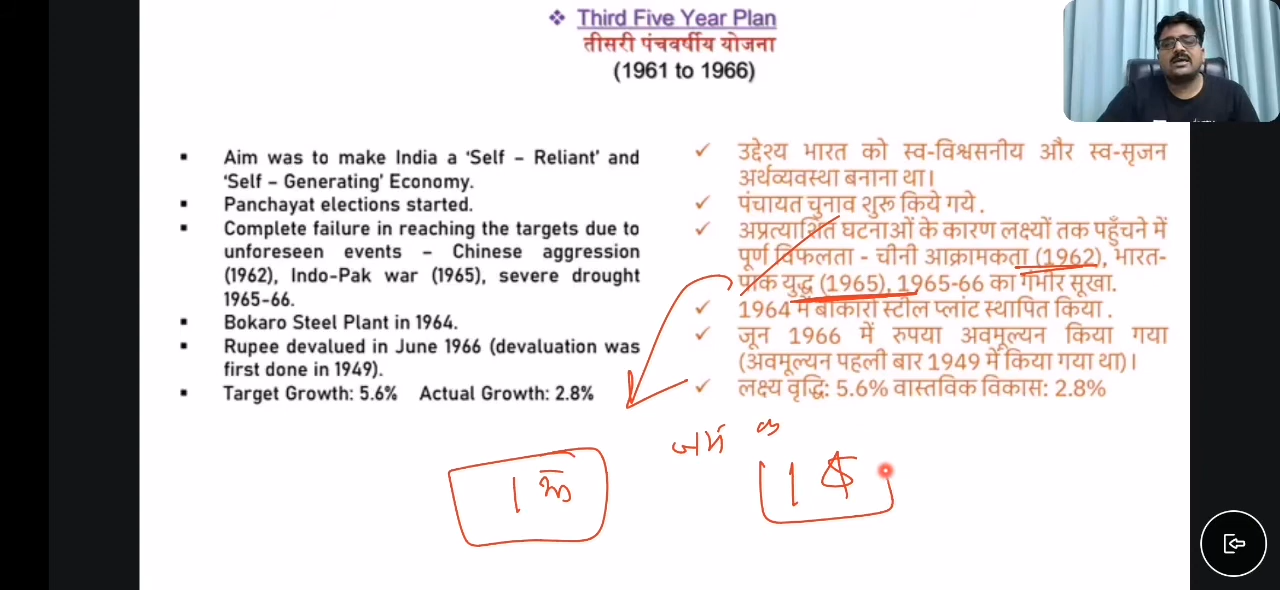 ❖ Third Five Year Plan
तीसरी पंचवर्षीय योजना
(1961 to 1966)
▪ Aim was to make India a ‘Self – Reliant’ and
‘Self – Generating’ Economy.
▪ Panchayat elections started.
▪ Complete failure in reaching the targets due to
unforeseen events – Chinese aggression
(1962), Indo-Pak war (1965), severe drought
1965-66.
▪ Bokaro Steel Plant in 1964.
▪ Rupee devalued in June 1966 (devaluation was
first done in 1949).
▪ Target Growth: 5.6% Actual Growth: 2.8%
✓ उद्देश्य भारत को स्व-विश्वसनीय और स्व-सृजन
अर्थव्यवस्था बनाना था।
✓ पंचायत चुनाव शुरू किये गये .
✓ अप्रत्याशित घटनाओं के कारण लक्ष्यों तक पहुँचने में
पूर्ण विफलता - चीनी आक्रामकता (1962), भारत-
पाक युद्ध (1965), 1965-66 का गंभीर सूखा.
✓ 1964 में बोकारो स्टील प्लांट स्थापित किया .
✓ जून 1966 में रुपया अवमूल्यन किया गया
(अवमूल्यन पहली बार 1949 में किया गया था)।
✓ लक्ष्य वृद्धि: 5.6% वास्तविक विकास: 2.8%
1 $